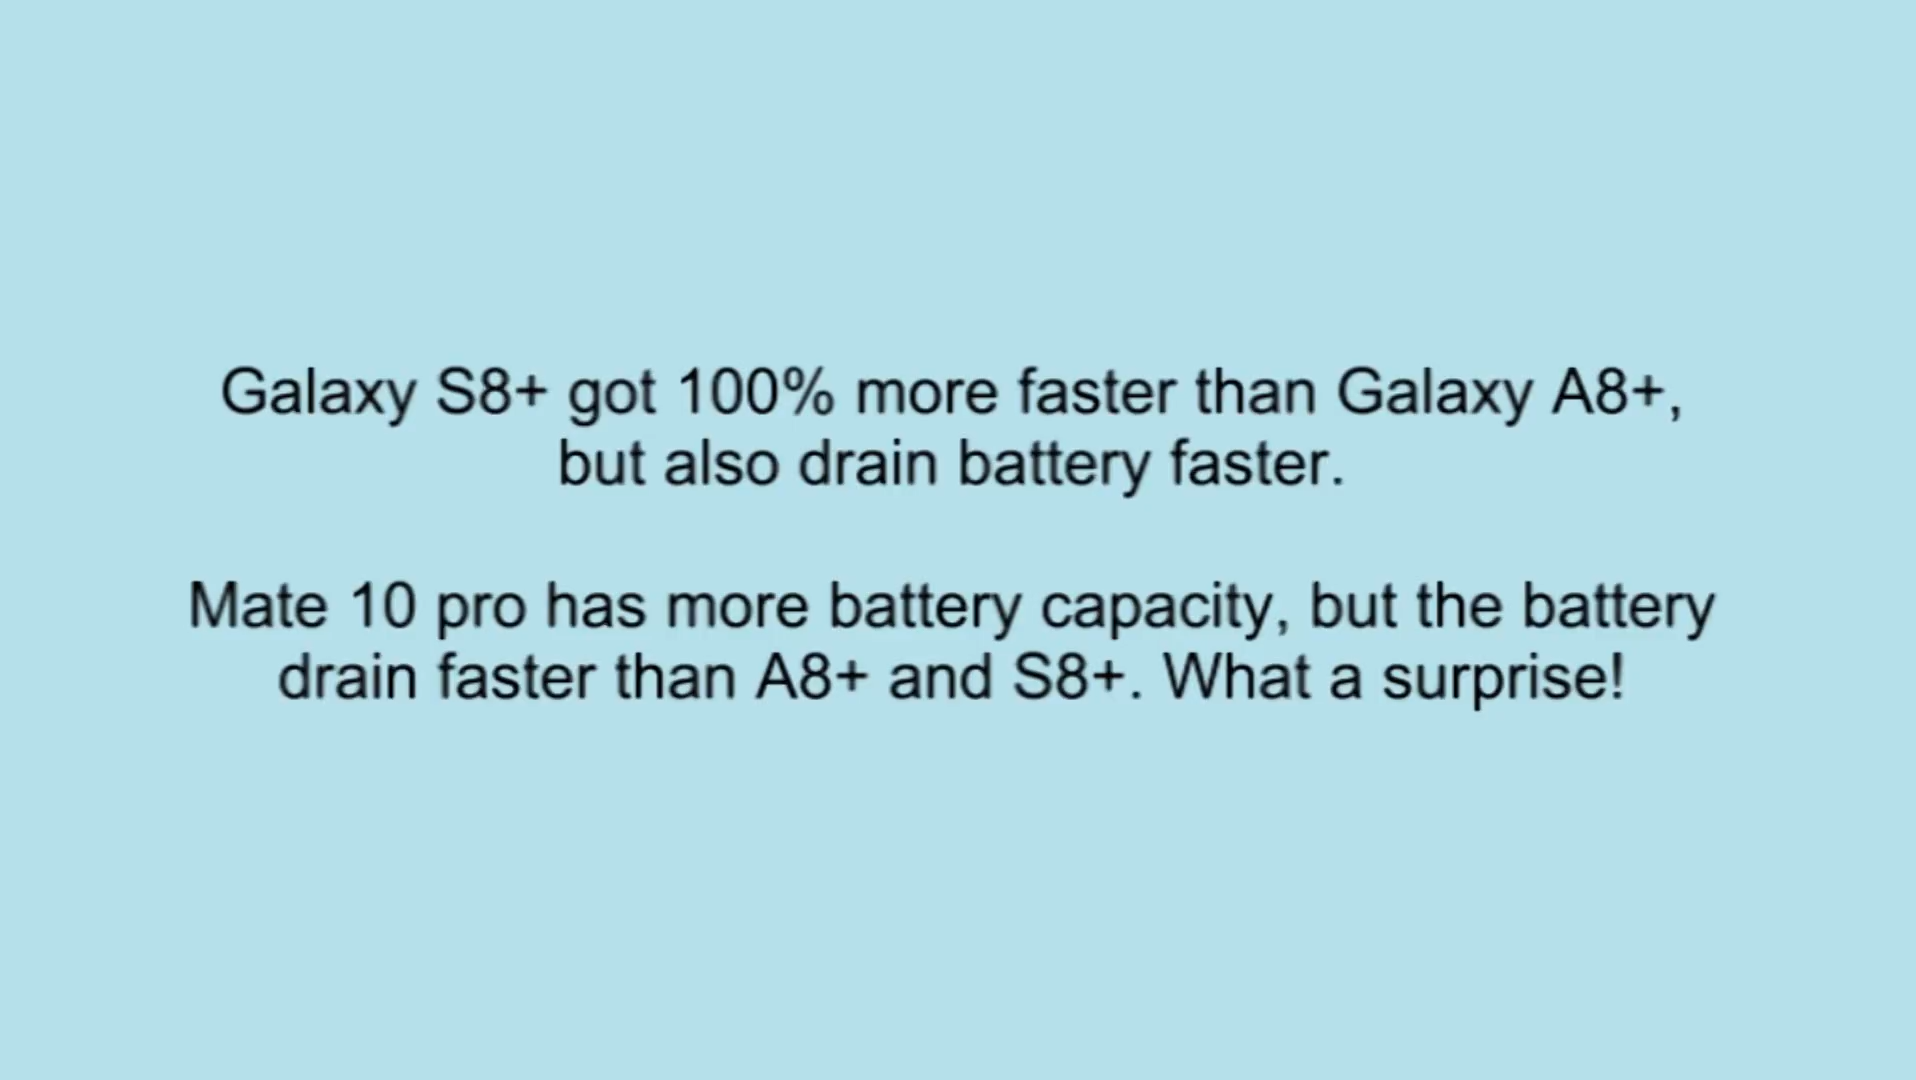 Galaxy S8+ got 100% more faster than Galaxy A8+,
but also drain battery faster.
Mate 10 pro has more battery capacity, but the battery
drain faster than A8+ and S8+. What a surprise!